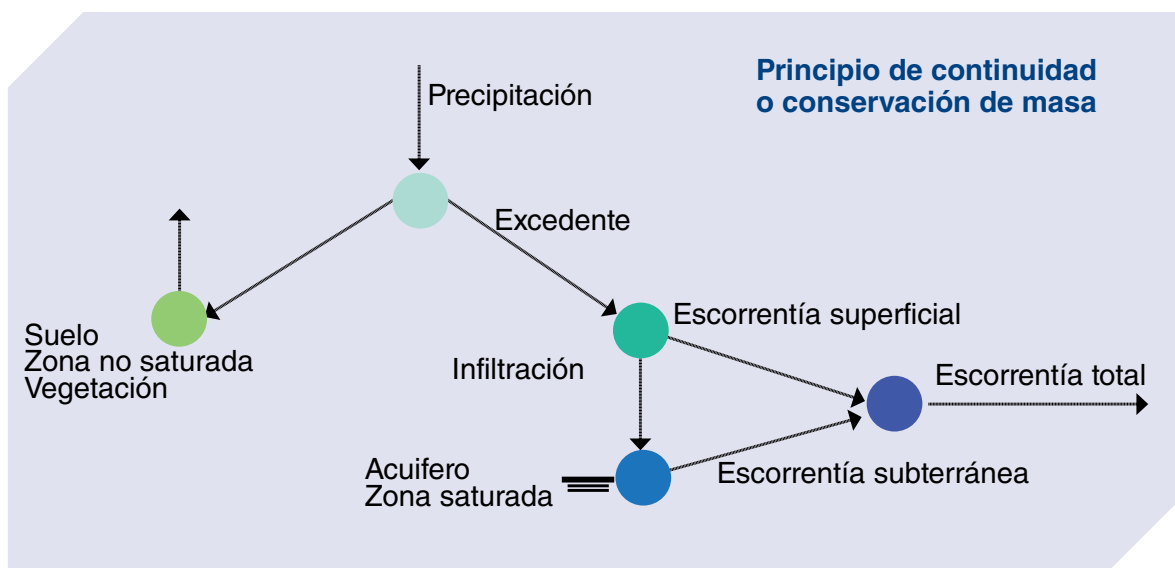 Principio de continuidad
o conservación de masa
Precipitación
Excedente
Suelo
Zona no saturada
Vegetación
Escorrentía superficial
Infiltración
Escorrentía total
Acuifero
Zona saturada
Escorrentía subterránea